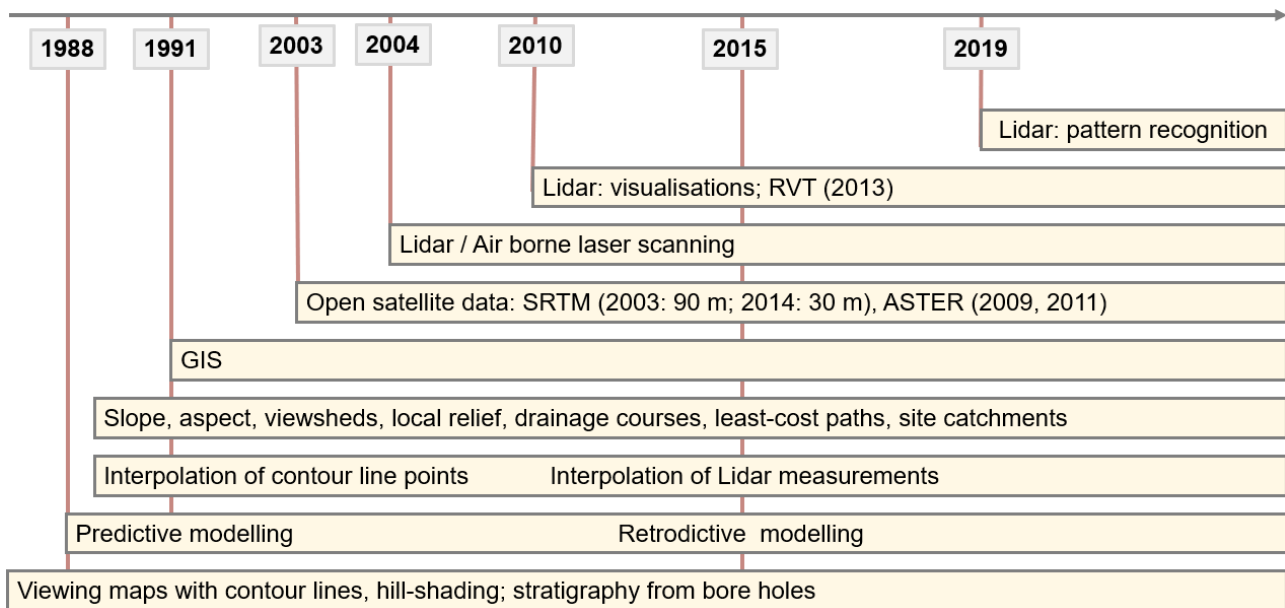 1988 1991 2003 2004 2010 2015 2019
Lidar: pattern recognition
Lidar: visualisations; RVT (2013)
Lidar / Air borne laser scanning
Open satellite data: SRTM (2003: 90 m; 2014: 30 m), ASTER (2009, 2011)
GIS
Slope, aspect, viewsheds, local relief, drainage courses, least-cost paths, site catchments
Interpolation of contour line points Interpolation of Lidar measurements
Predictive modelling Retrodictive modelling
Viewing maps with contour lines, hill-shading; stratigraphy from bore holes